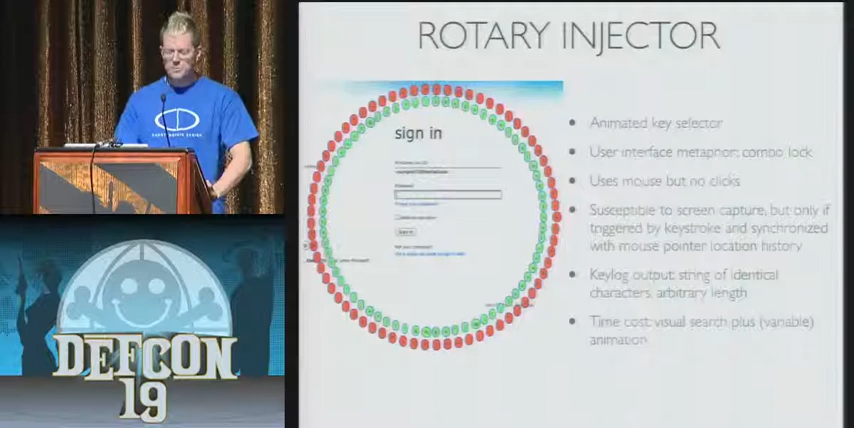 ROTARY INJECTOR
sign in
Animated key selector
User interface metaphor: combo lock
Uses mouse but no clicks
Susceptible to screen capture, but only if
triggered by keystroke and synchronized
with mouse pointer location history
Keylog output: string of identical
characters, arbitrary length
Time cost: visual search plus (variable)
animation
DEFCON
19